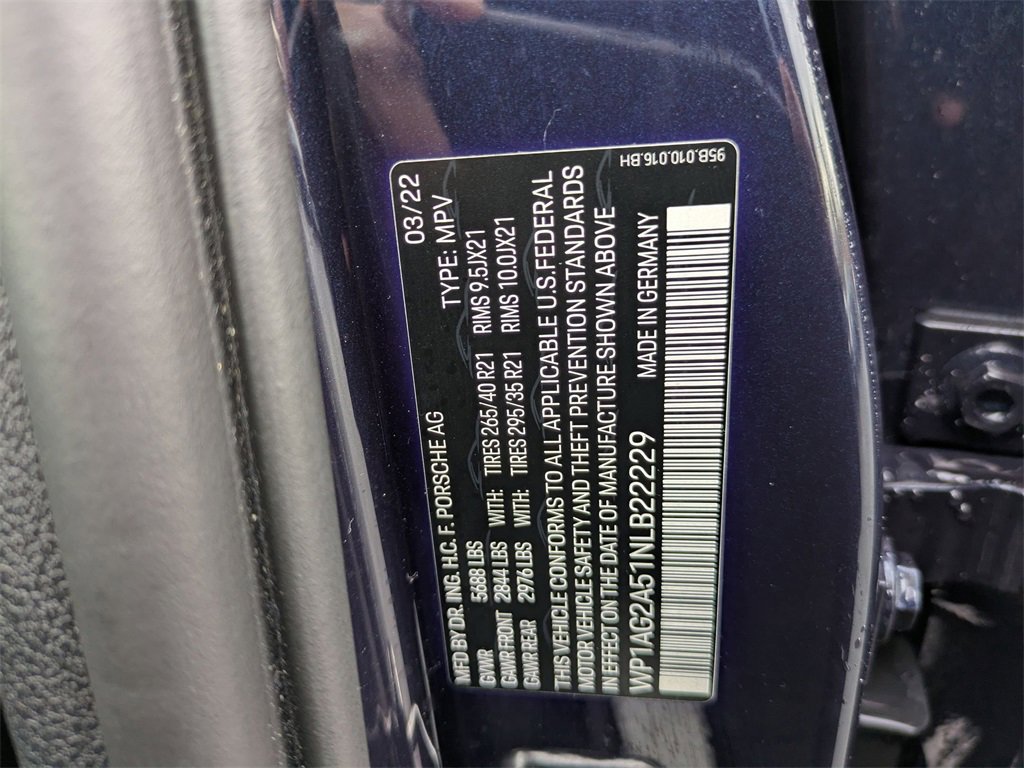 03/22
MFD BY DR. ING. H.C. F. PORSCHE AG TYPE: MPV
GVWR 5688 LBS
GAWR FRONT 2844 LBS WITH: TIRES 265/40 R21 RIMS 9.5JX21
GAWR REAR 2976 LBS WITH: TIRES 295/35 R21 RIMS 10.0JX21
THIS VEHICLE CONFORMS TO ALL APPLICABLE U.S. FEDERAL
MOTOR VEHICLE SAFETY AND THEFT PREVENTION STANDARDS
IN EFFECT ON THE DATE OF MANUFACTURE SHOWN ABOVE
WP1AG2A51NLB22229 MADE IN GERMANY
95B.010.016.BH